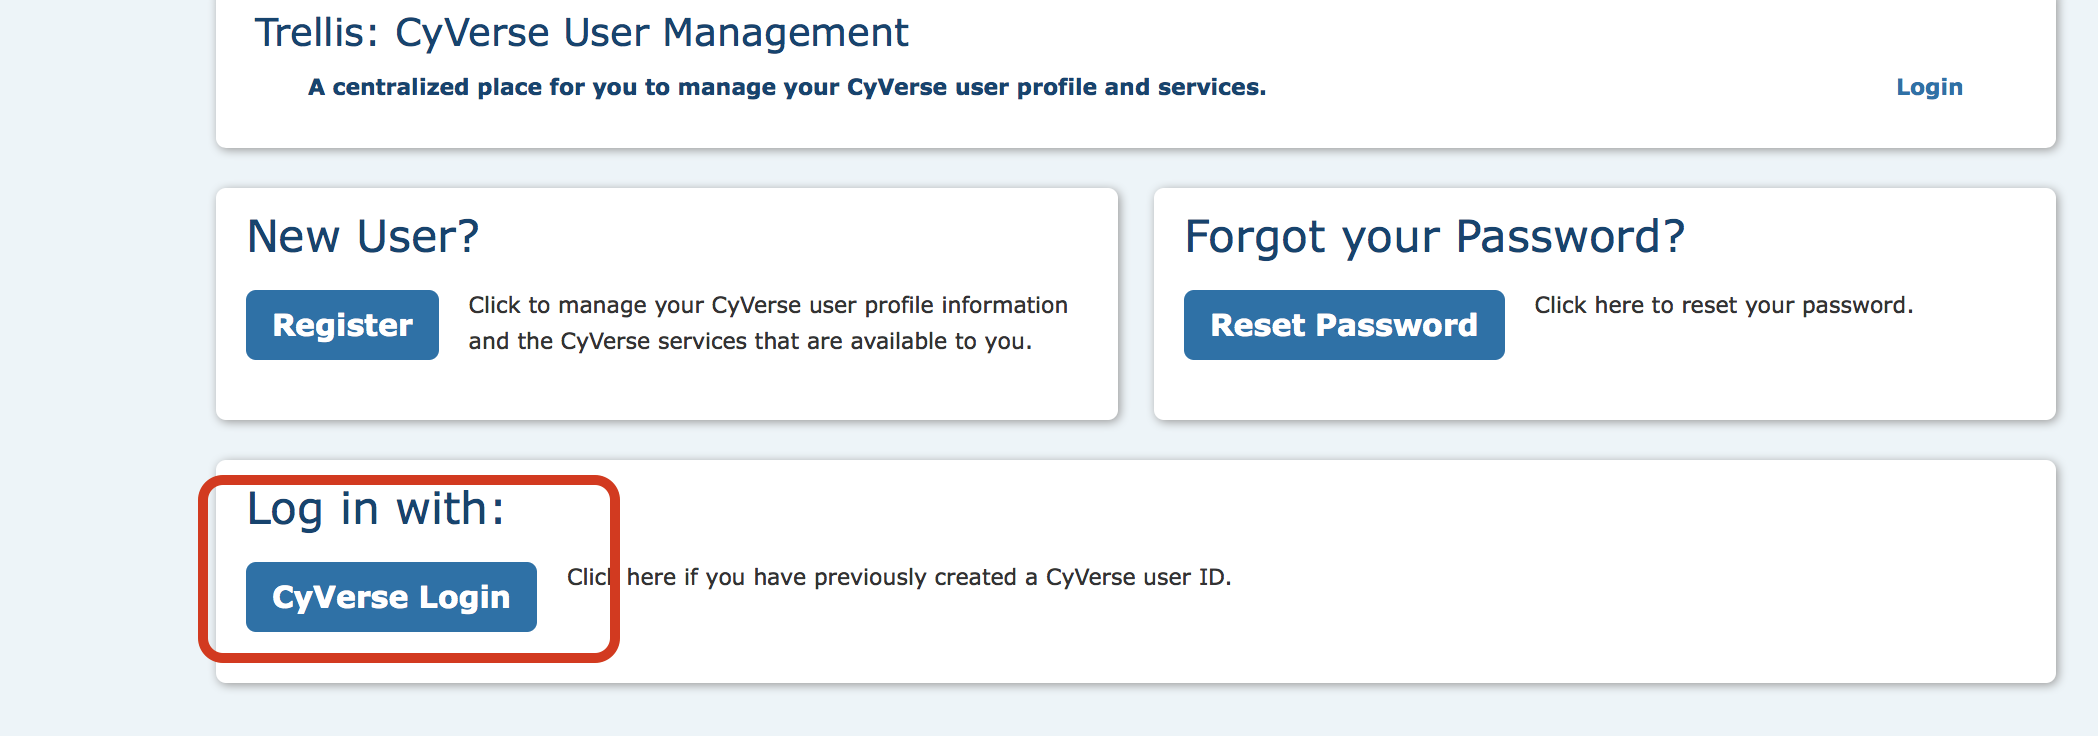 Trellis: CyVerse User Management
A centralized place for you to manage your CyVerse user profile and services.
Login
New User?
Register
Click to manage your CyVerse user profile information
and the CyVerse services that are available to you.
Forgot your Password?
Reset Password
Click here to reset your password.
Log in with:
CyVerse Login
Click here if you have previously created a CyVerse user ID.